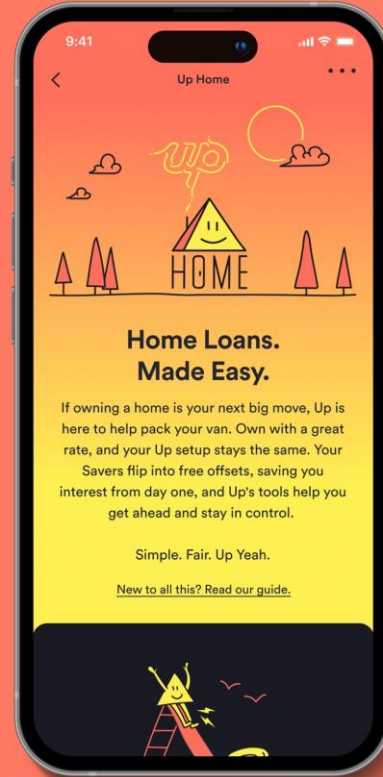 9:41
Up Home
up
HOME
Home Loans.
Made Easy.
If owning a home is your next big move, Up is
here to help pack your van. Own with a great
rate, and your Up setup stays the same. Your
Savers flip into free offsets, saving you
interest from day one, and Up's tools help you
get ahead and stay in control.
Simple. Fair. Up Yeah.
New to all this? Read our guide.